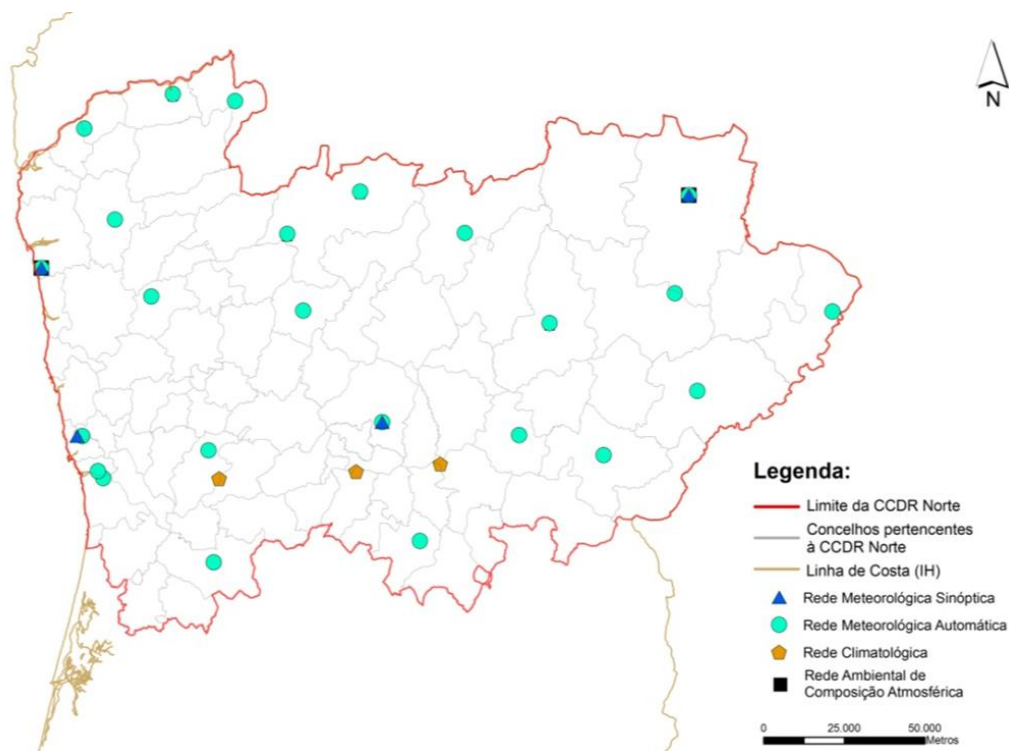 N
Legenda:
Limite da CCDR Norte
Concelhos pertencentes
à CCDR Norte
Linha de Costa (IH)
Rede Meteorológica Sinóptica
Rede Meteorológica Automática
Rede Climatológica
Rede Ambiental de
Composição Atmosférica
0 25.000 50.000
Metros